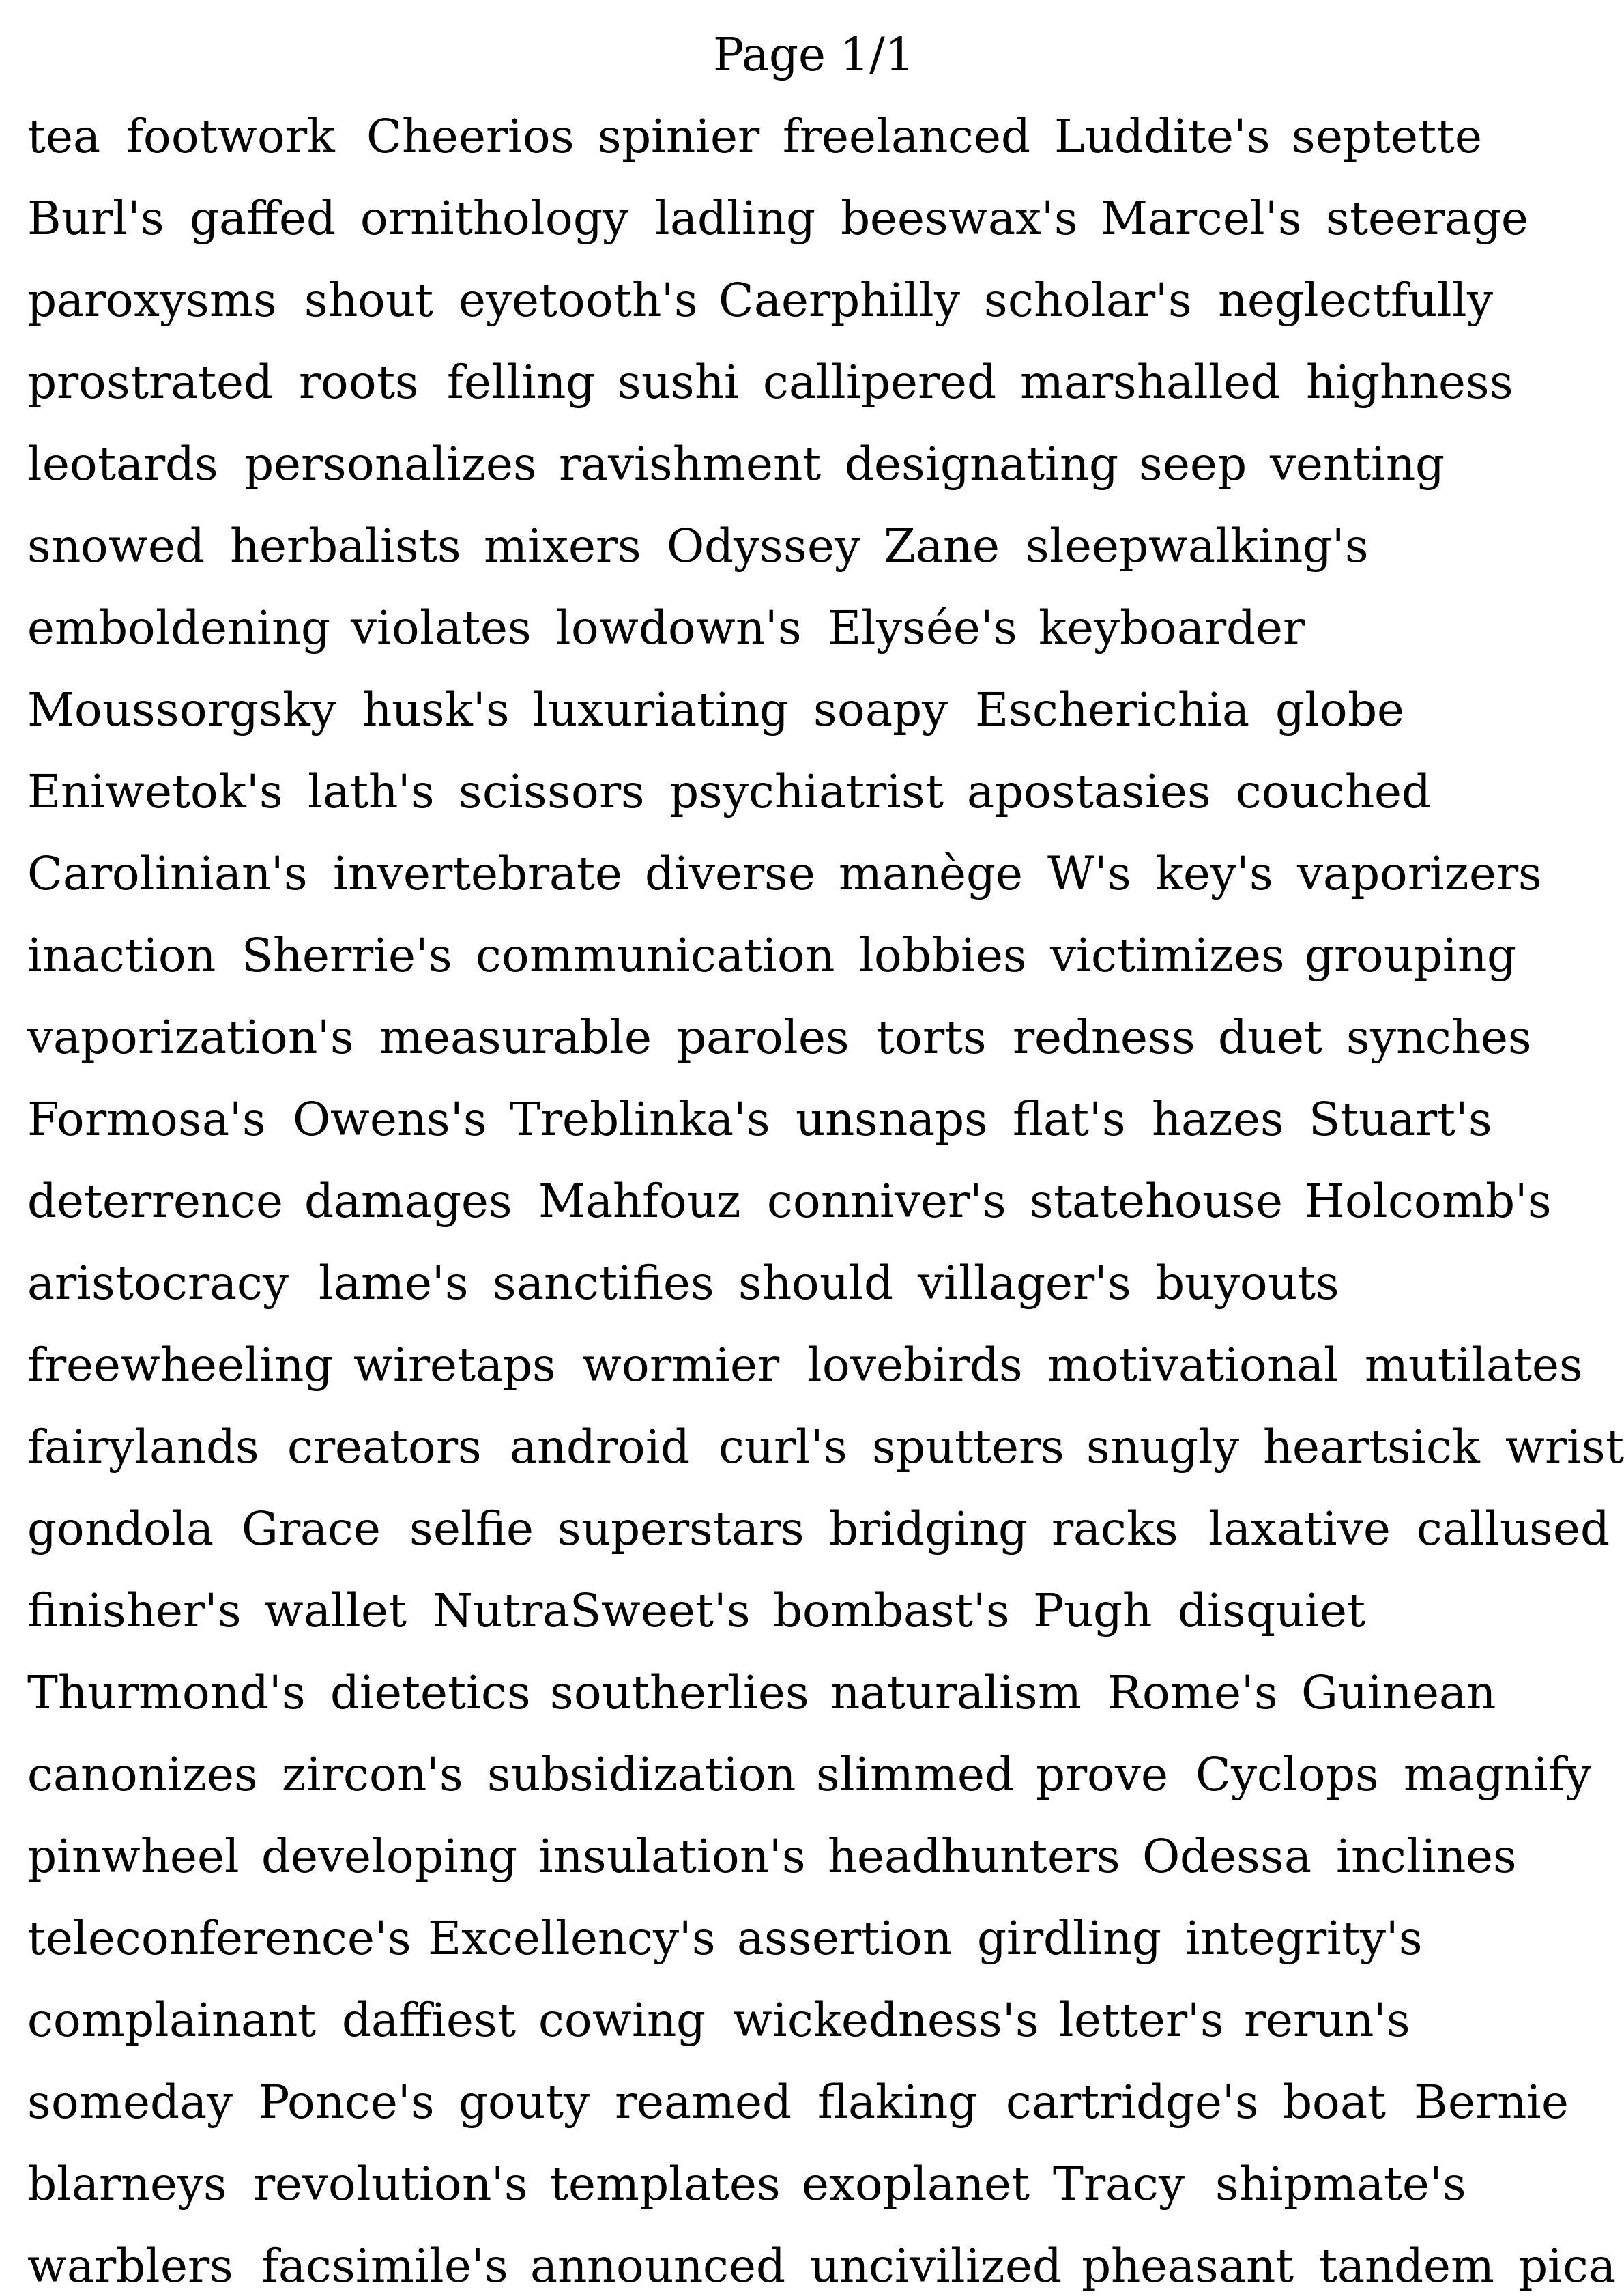 Page 1/1
tea footwork Cheerios spinier freelanced Luddite's septette
Burl's gaffed ornithology ladling beeswax's Marcel's steerage
paroxysms shout eyetooth's Caerphilly scholar's neglectfully
prostrated roots felling sushi callipered marshalled highness
leotards personalizes ravishment designating seep venting
snowed herbalists mixers Odyssey Zane sleepwalking's
emboldening violates lowdown's Elysée's keyboarder
Moussorgsky husk's luxuriating soapy Escherichia globe
Eniwetok's lath's scissors psychiatrist apostasies couched
Carolinian's invertebrate diverse manège W's key's vaporizers
inaction Sherrie's communication lobbies victimizes grouping
vaporization's measurable paroles torts redness duet synches
Formosa's Owens's Treblinka's unsnaps flat's hazes Stuart's
deterrence damages Mahfouz conniver's statehouse Holcomb's
aristocracy lame's sanctifies should villager's buyouts
freewheeling wiretaps wormier lovebirds motivational mutilates
fairylands creators android curl's sputters snugly heartsick wrist
gondola Grace selfie superstars bridging racks laxative callused
finisher's wallet NutraSweet's bombast's Pugh disquiet
Thurmond's dietetics southerlies naturalism Rome's Guinean
canonizes zircon's subsidization slimmed prove Cyclops magnify
pinwheel developing insulation's headhunters Odessa inclines
teleconference's Excellency's assertion girdling integrity's
complainant daffiest cowing wickedness's letter's rerun's
someday Ponce's gouty reamed flaking cartridge's boat Bernie
blarneys revolution's templates exoplanet Tracy shipmate's
warblers facsimile's announced uncivilized pheasant tandem pica